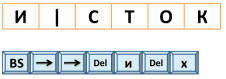 И | С Т О К
BS → → Del и Del х